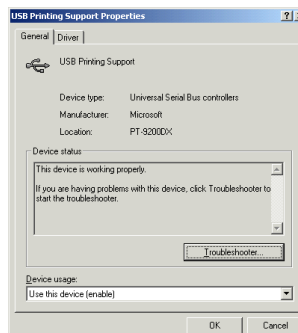 USB Printing Support Properties
General
Driver
USB Printing Support
Device type: Universal Serial Bus controllers
Manufacturer: Microsoft
Location: PT-9200DX
Device status
This device is working properly.
If you are having problems with this device, click Troubleshooter to
start the troubleshooter.
Troubleshooter...
Device usage:
Use this device (enable)
OK
Cancel